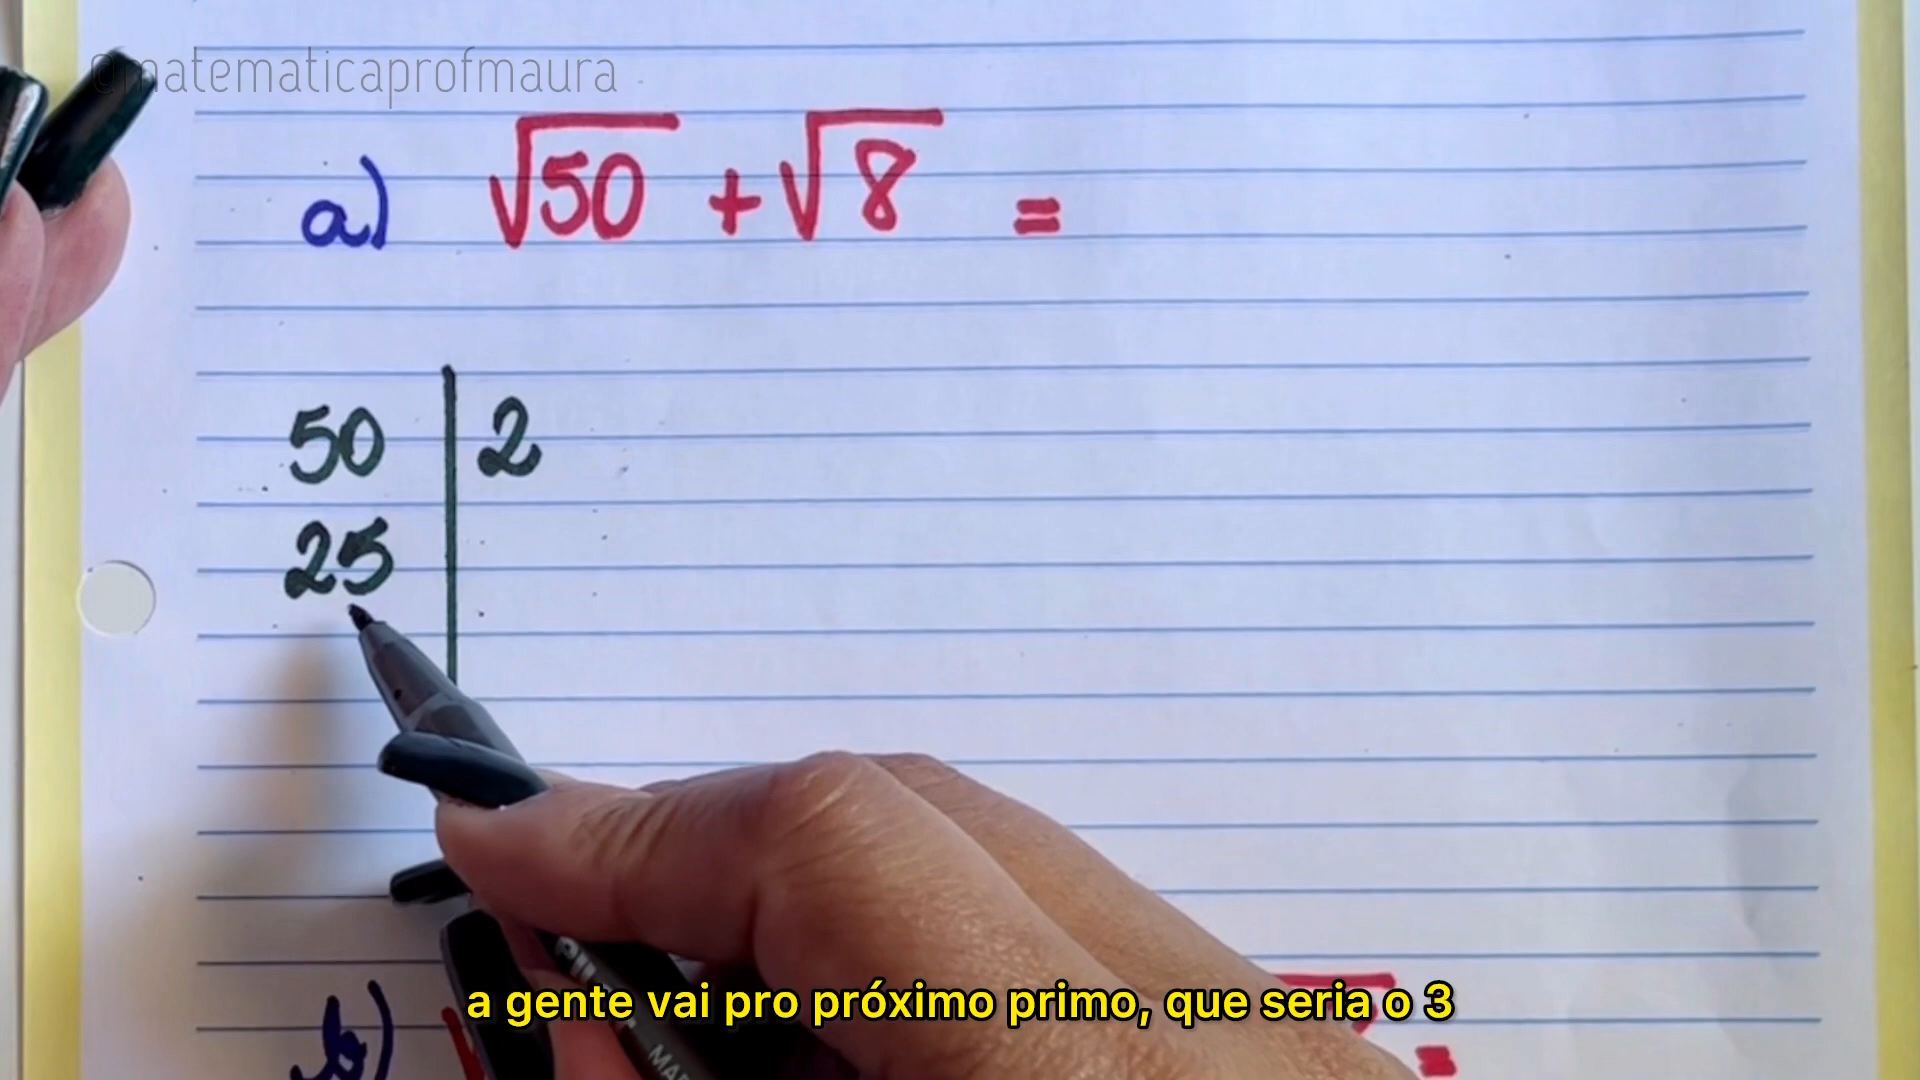 @matematicaprofmaura
a) √50 + √8 =
50 | 2
25
b)
=
a gente vai pro próximo primo, que seria o 3